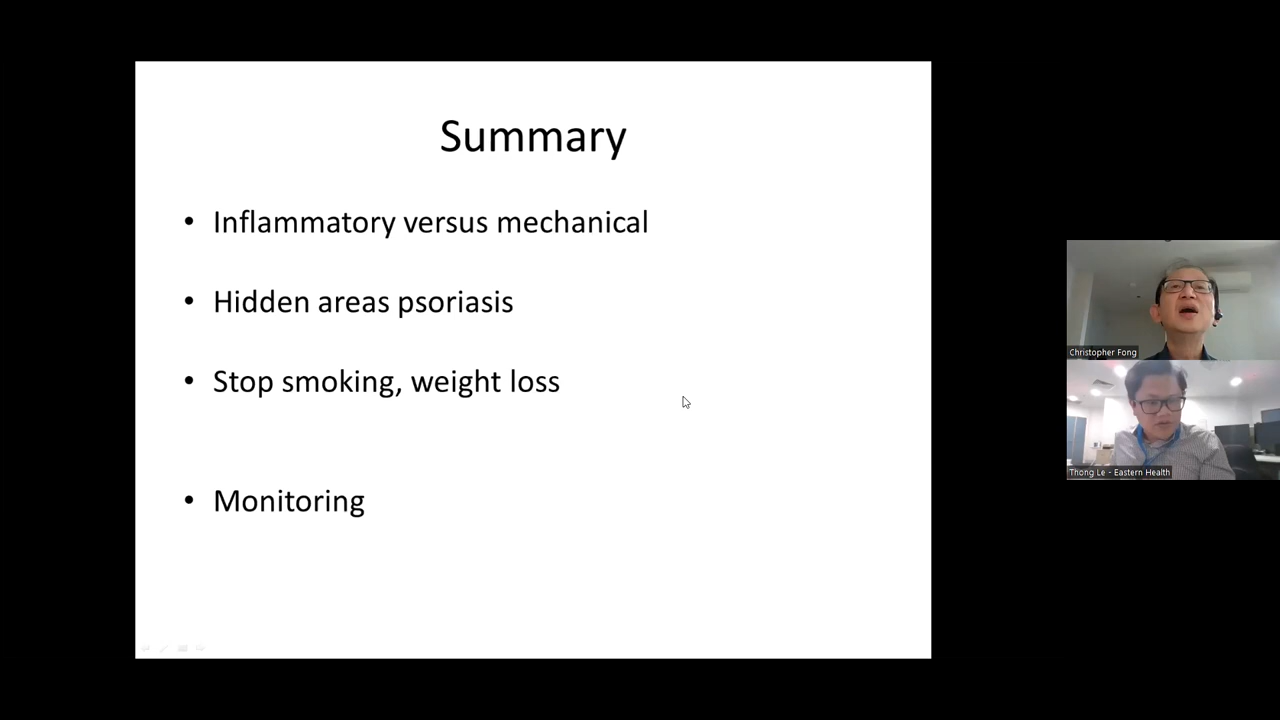 Summary
• Inflammatory versus mechanical
• Hidden areas psoriasis
• Stop smoking, weight loss
• Monitoring
Christopher Fong
Thong Le - Eastern Health